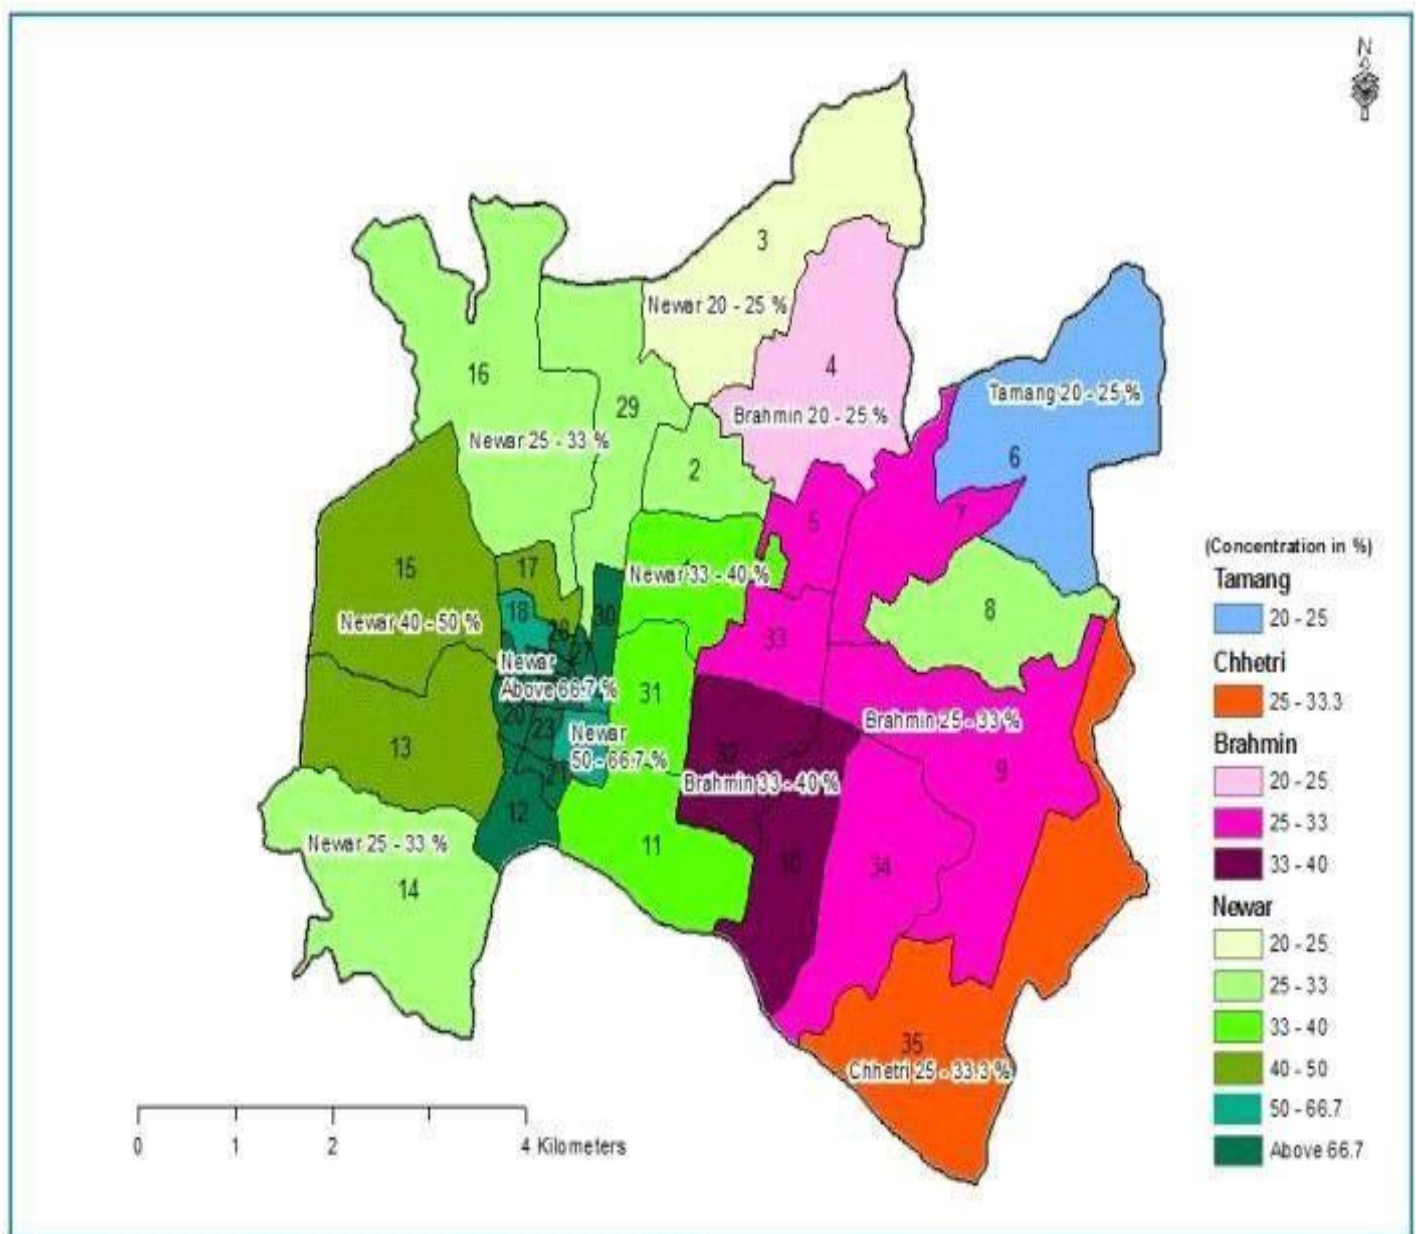 N
3
Newar 20 - 25 %
4
16
Tamang 20 - 25 %
29
Brahmin 20 - 25 %
Newar 25 - 33 %
6
2
7
5
(Concentration in %)
Tamang
20 - 25
Chhetri
25 - 33.3
Brahmin
20 - 25
25 - 33
33 - 40
Newar
20 - 25
25 - 33
33 - 40
40 - 50
50 - 66.7
Above 66.7
15
17
Newar 33 - 40 %
18
30
8
Newar 40 - 50 %
33
Newar
Above 66.7 %
31
20
23
Brahmin 25 - 33 %
Newar
50 - 66.7 %
13
32
21
Brahmin 33 - 40 %
9
12
Newar 25 - 33 %
11
10
34
14
35
Chhetri 25 - 33.3 %
0
1
2
4 Kilometers